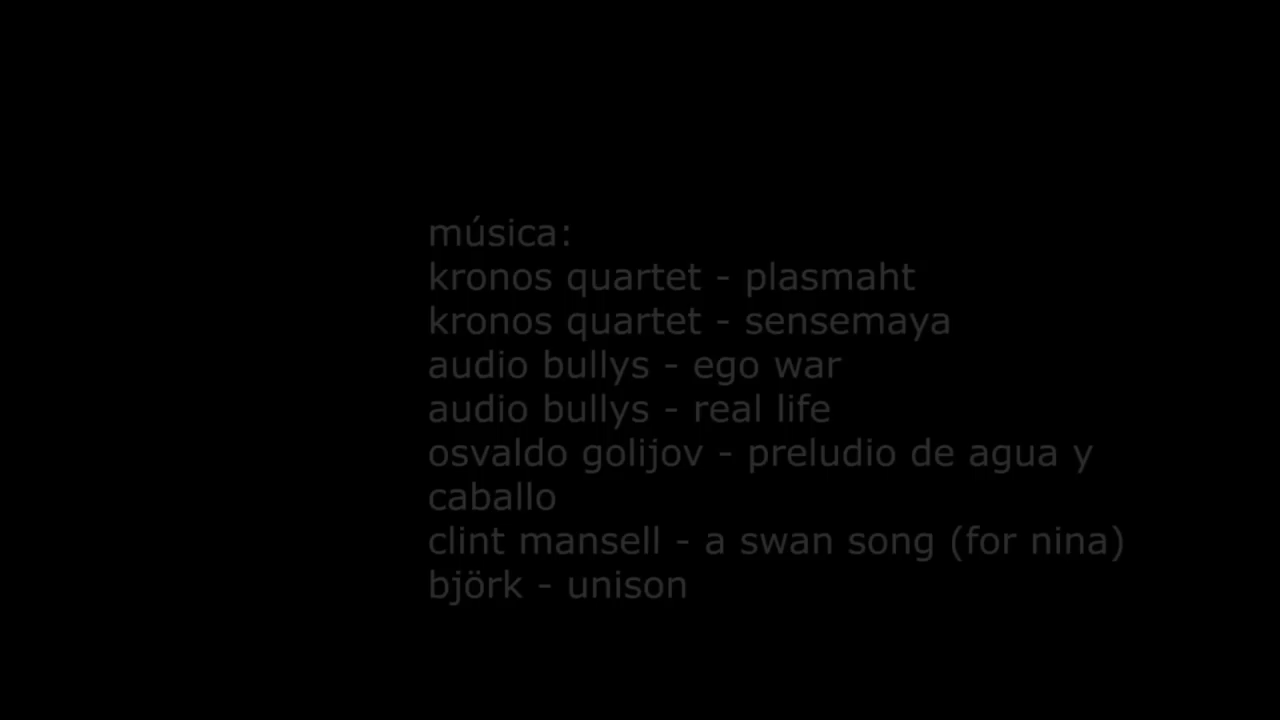 música:
kronos quartet - plasmaht
kronos quartet - sensemaya
audio bullys - ego war
audio bullys - real life
osvaldo golijov - preludio de agua y
caballo
clint mansell - a swan song (for nina)
björk - unison